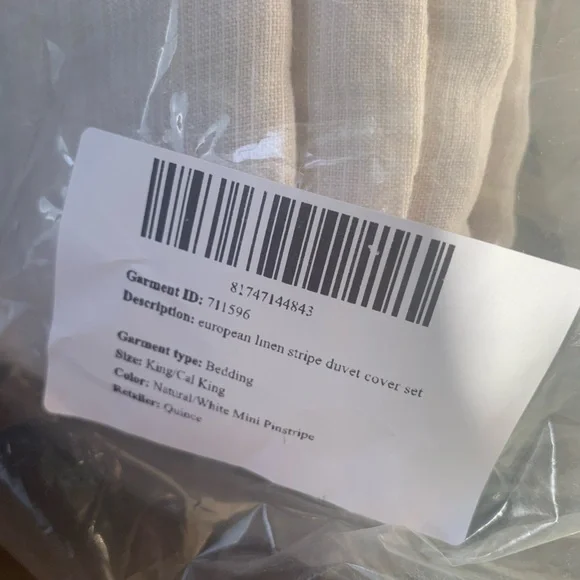 81747144843
Garment ID: 711596
Description: european linen stripe duvet cover set
Garment type: Bedding
Size: King/Cal King
Color: Natural/White Mini Pinstripe
Retailer: Quince